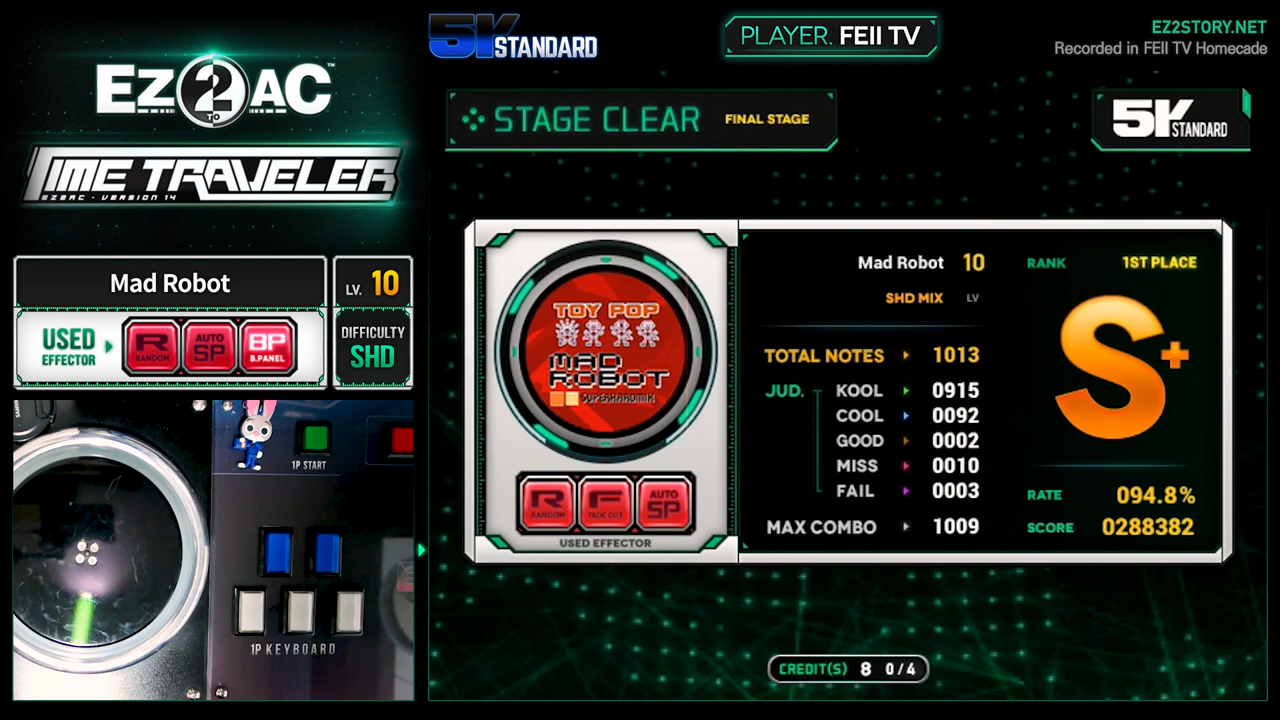 EZ2AC™
TO
TIME TRAVELER
EZ2AC · VERSION 14
Mad Robot
LV. 10
USED
EFFECTOR
R
RANDOM
AUTO
SP
BP
B.PANEL
DIFFICULTY
SHD
1P START
1P KEYBOARD
5K STANDARD
PLAYER. FEII TV
EZ2STORY.NET
Recorded in FEII TV Homecade
STAGE CLEAR FINAL STAGE
5K STANDARD
TOY POP
MAD
ROBOT
R
RANDOM
F
FADE OUT
AUTO
SP
USED EFFECTOR
Mad Robot 10
SHD MIX LV
TOTAL NOTES 1013
JUD. KOOL 0915
COOL 0092
GOOD 0002
MISS 0010
FAIL 0003
MAX COMBO 1009
RANK 1ST PLACE
S+
RATE 094.8%
SCORE 0288382
CREDIT(S) 8 0/4